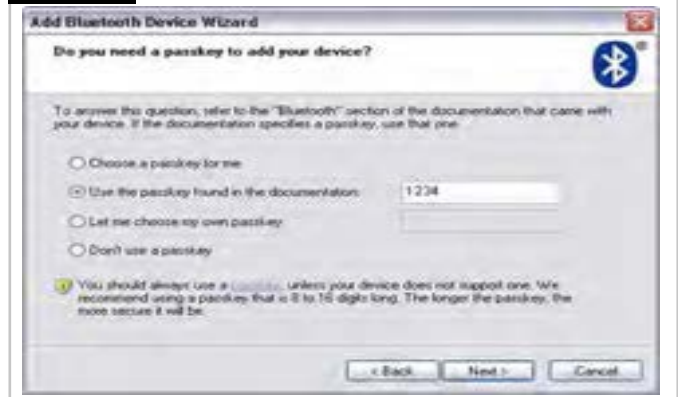 Add Bluetooth Device Wizard
Do you need a passkey to add your device?
®
To answer this question, refer to the "Bluetooth" section of the documentation that came with
your device. If the documentation specifies a passkey, use that one.
Choose a passkey for me
Use the passkey found in the documentation:
1234
Let me choose my own passkey:
Don't use a passkey
You should always use a passkey, unless your device does not support one. We
recommend using a passkey that is 8 to 16 digits long. The longer the passkey, the
more secure it will be.
< Back
Next >
Cancel